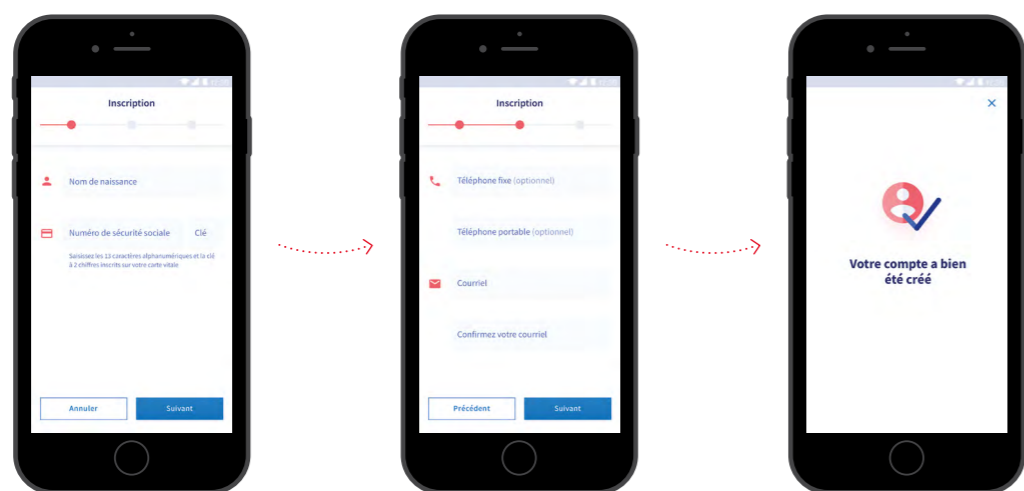 Inscription
Nom de naissance
Numéro de sécurité sociale Clé
Saisissez les 13 caractères alphanumériques et la clé
à 2 chiffres inscrits sur votre carte vitale
Annuler Suivant
Inscription
Téléphone fixe (optionnel)
Téléphone portable (optionnel)
Courriel
Confirmez votre courriel
Précédent Suivant
Votre compte a bien
été créé